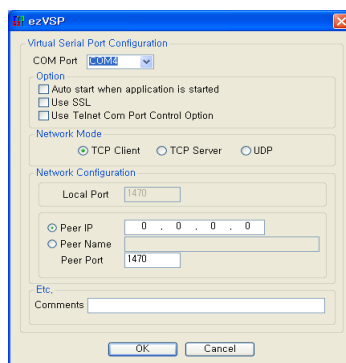 ezVSP
Virtual Serial Port Configuration
COM Port COM4
Option
Auto start when application is started
Use SSL
Use Telnet Com Port Control Option
Network Mode
TCP Client TCP Server UDP
Network Configuration
Local Port 1470
Peer IP 0 . 0 . 0 . 0
Peer Name
Peer Port 1470
Etc,
Comments
OK Cancel